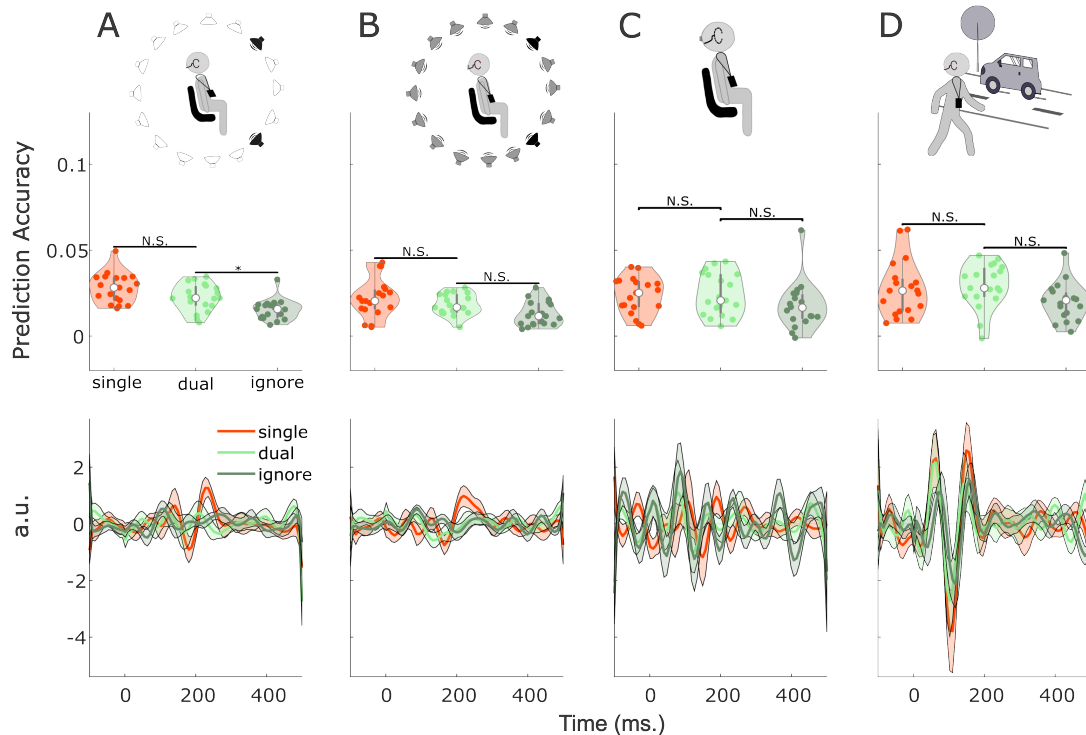 A
B
C
D
Prediction Accuracy
0.1
0.05
0
N.S.
*
N.S.
N.S.
N.S.
N.S.
N.S.
N.S.
single
dual
ignore
single
dual
ignore
a.u.
2
0
-2
-4
0
200
400
0
200
400
0
200
400
0
200
400
Time (ms.)